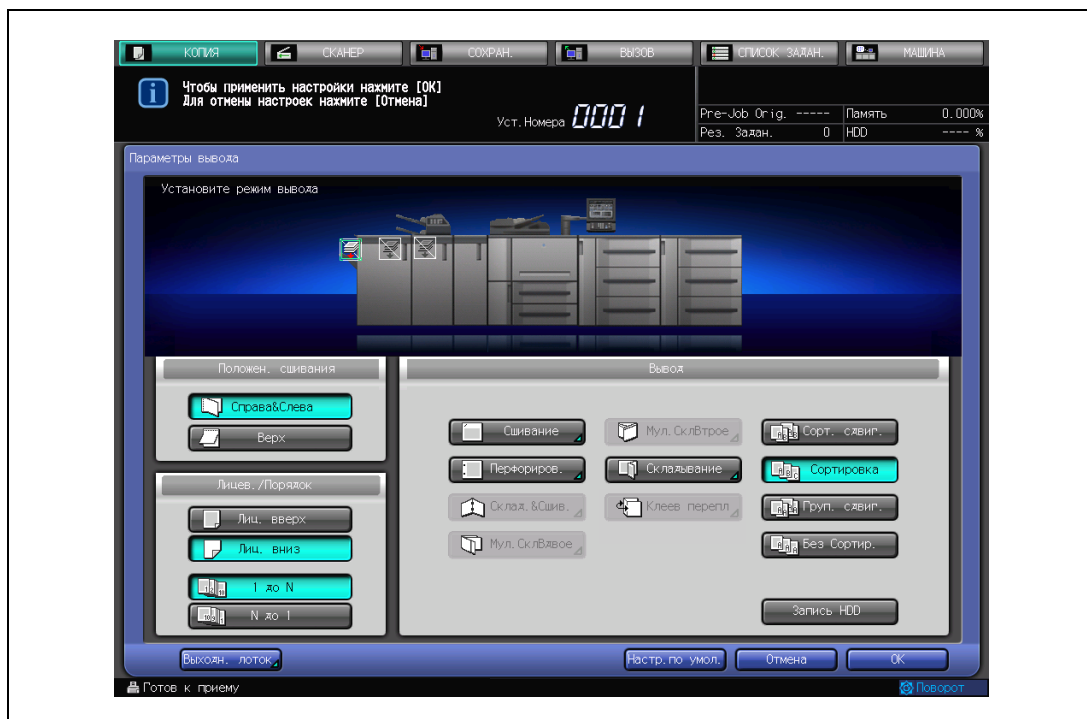 КОПИЯ СКАНЕР СОХРАН. ВЫЗОВ СПИСОК ЗАДАН. МАШИНА
Чтобы применить настройки нажмите [OK]
Для отмены настроек нажмите [Отмена]
Уст. Номера 0001
Pre-Job Orig. ----- Память 0.000%
Рез. Задан. 0 HDD ---- %
Параметры вывода
Установите режим вывода
Положен. сшивания
Справа&Слева
Верх
Лицев./Порядок
Лиц. вверх
Лиц. вниз
1 до N
N до 1
Вывод
Сшивание Мул. СклВтрое Сорт. сдвиг.
Перфориров. Складывание Сортировка
Склад.&Сшив. Клеев перепл Груп. сдвиг.
Мул. СклВдвое Без Сортир.
Запись HDD
Выходн. лоток Настр. по умол. Отмена OK
Готов к приему Поворот